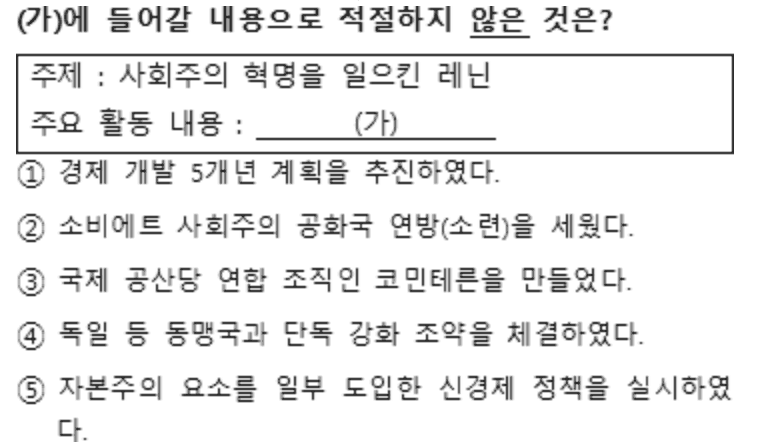 (가)에 들어갈 내용으로 적절하지 않은 것은?
주제 : 사회주의 혁명을 일으킨 레닌
주요 활동 내용 : (가)
① 경제 개발 5개년 계획을 추진하였다.
② 소비에트 사회주의 공화국 연방(소련)을 세웠다.
③ 국제 공산당 연합 조직인 코민테른을 만들었다.
④ 독일 등 동맹국과 단독 강화 조약을 체결하였다.
⑤ 자본주의 요소를 일부 도입한 신경제 정책을 실시하였
다.